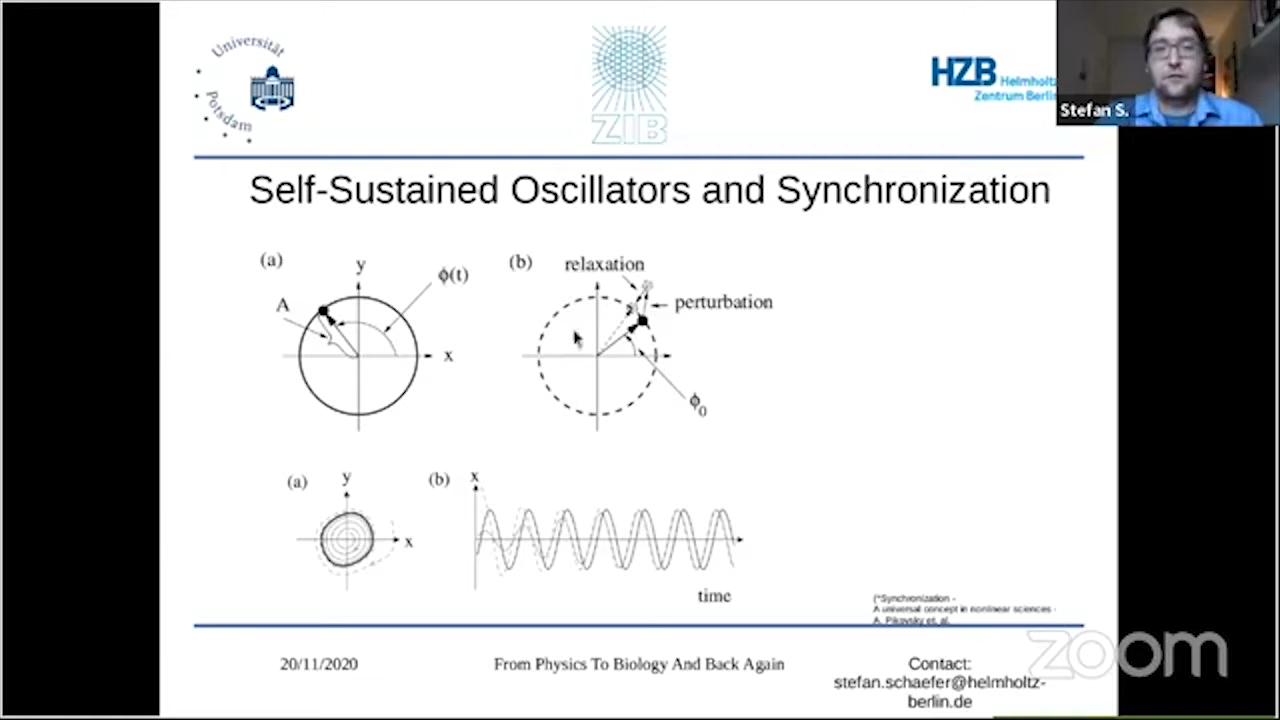 Universität
Potsdam
ZIB
HZB Helmholtz
Zentrum Berlin
Stefan S.
Self-Sustained Oscillators and Synchronization
(a)
y
ϕ(t)
A
x
(b)
relaxation
perturbation
ϕ0
(a)
y
x
(b)
x
time
("Synchronization -
A universal concept in nonlinear sciences -
A. Pikovsky et. al.
20/11/2020
From Physics To Biology And Back Again
Contact:
stefan.schaefer@helmholtz-
berlin.de
zoom